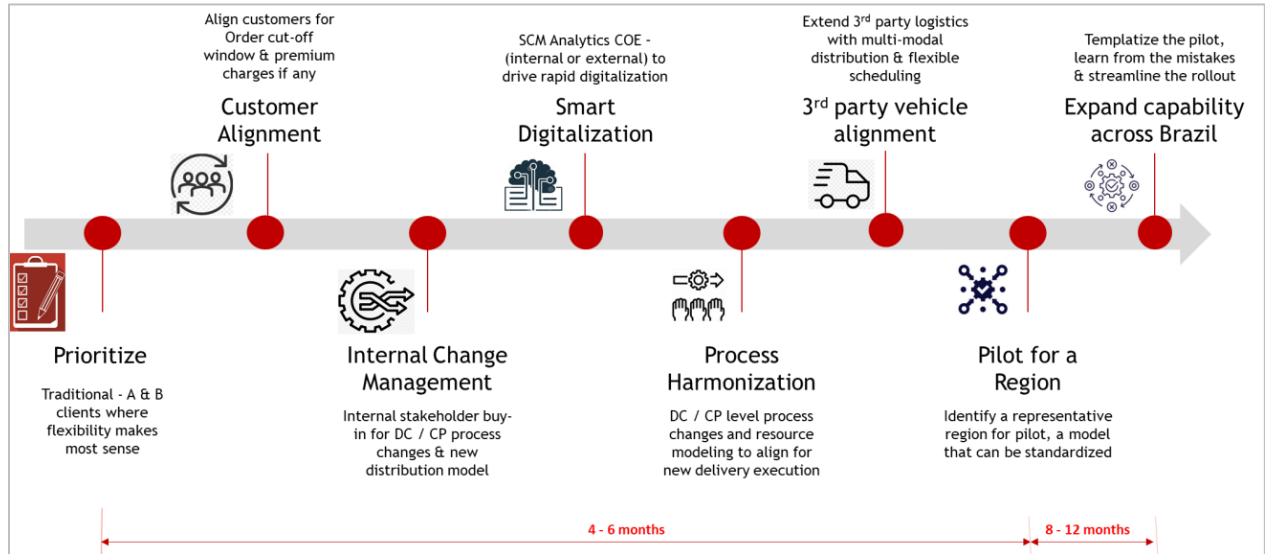 Align customers for
Order cut-off
window & premium
charges if any
Customer
Alignment
SCM Analytics COE -
(internal or external) to
drive rapid digitalization
Smart
Digitalization
Extend 3rd party logistics
with multi-modal
distribution & flexible
scheduling
3rd party vehicle
alignment
Templatize the pilot,
learn from the mistakes
& streamline the rollout
Expand capability
across Brazil
Prioritize
Traditional - A & B
clients where
flexibility makes
most sense
Internal Change
Management
Internal stakeholder buy-
in for DC / CP process
changes & new
distribution model
Process
Harmonization
DC / CP level process
changes and resource
modeling to align for
new delivery execution
Pilot for a
Region
Identify a representative
region for pilot, a model
that can be standardized
4 - 6 months
8 - 12 months